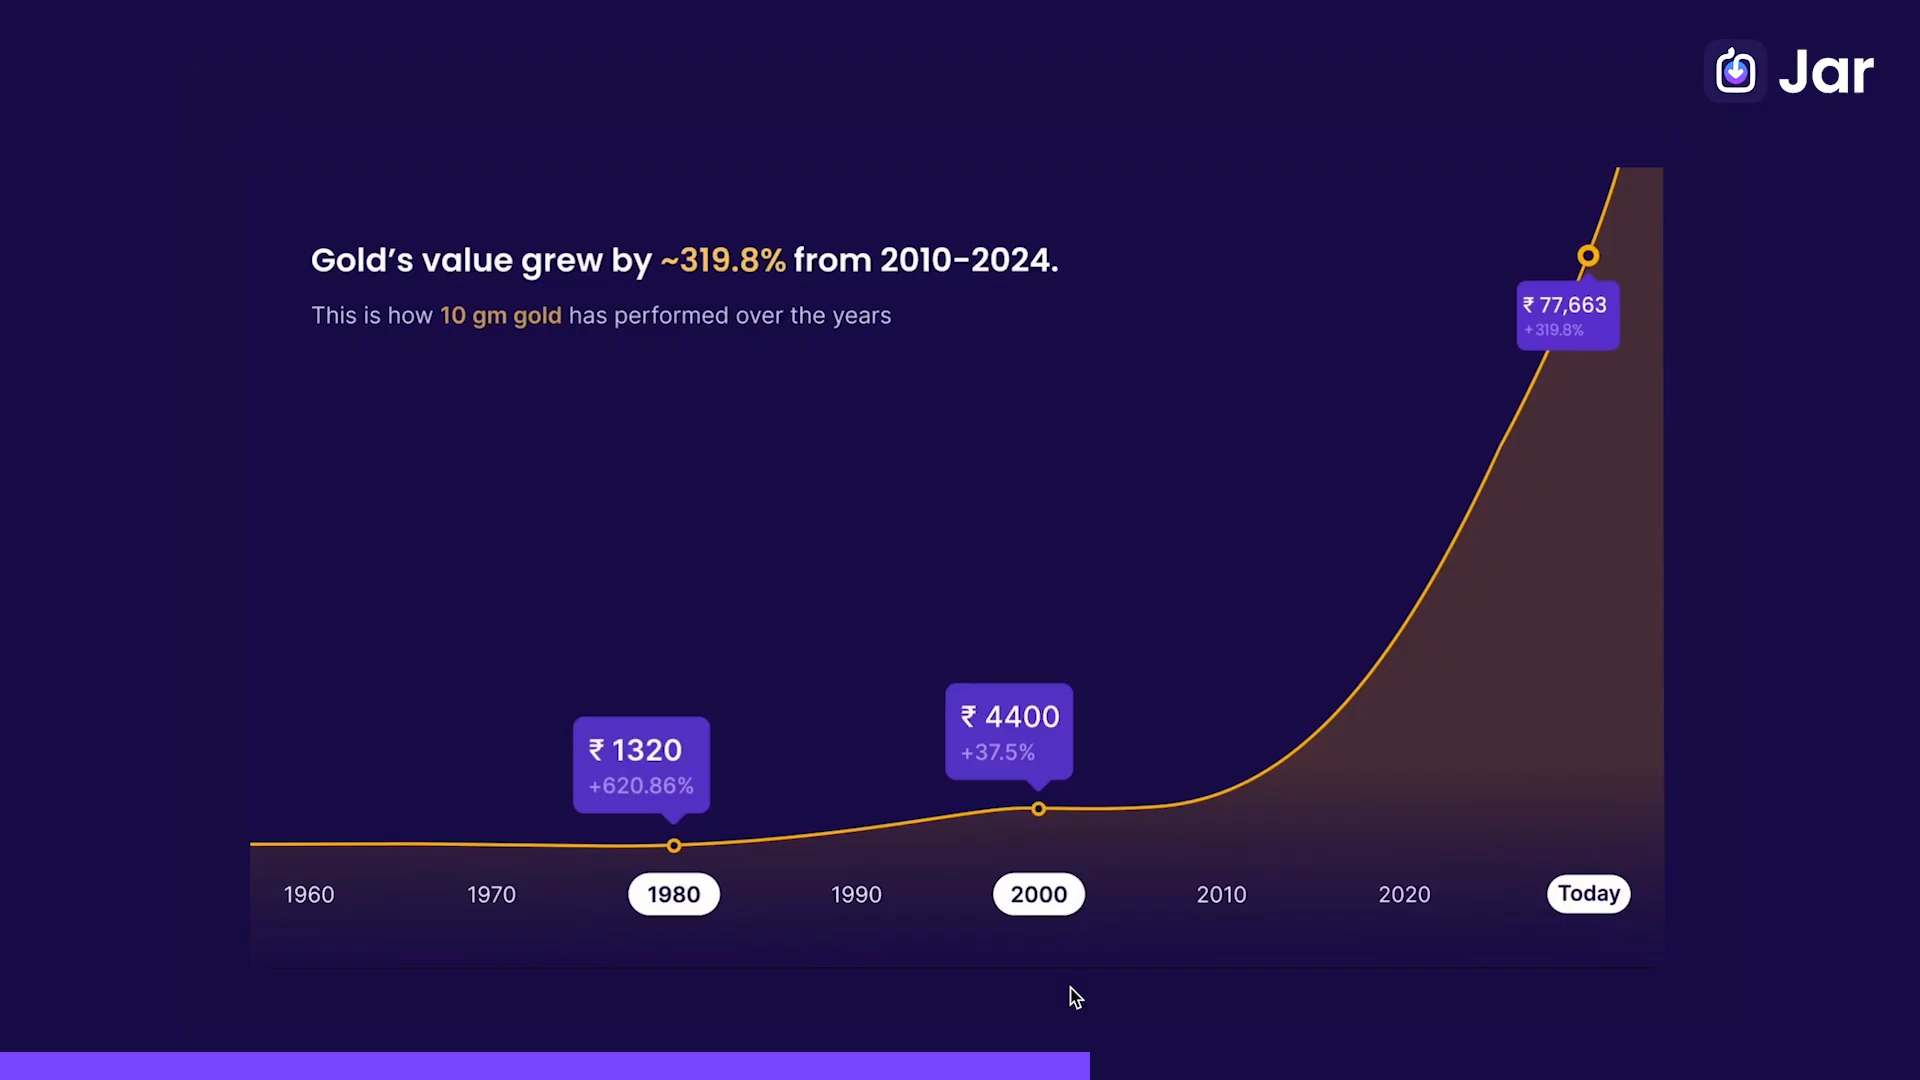 Jar
Gold’s value grew by ~319.8% from 2010-2024.
This is how 10 gm gold has performed over the years
₹ 77,663
+319.8%
₹ 4400
+37.5%
₹ 1320
+620.86%
1960 1970 1980 1990 2000 2010 2020 Today